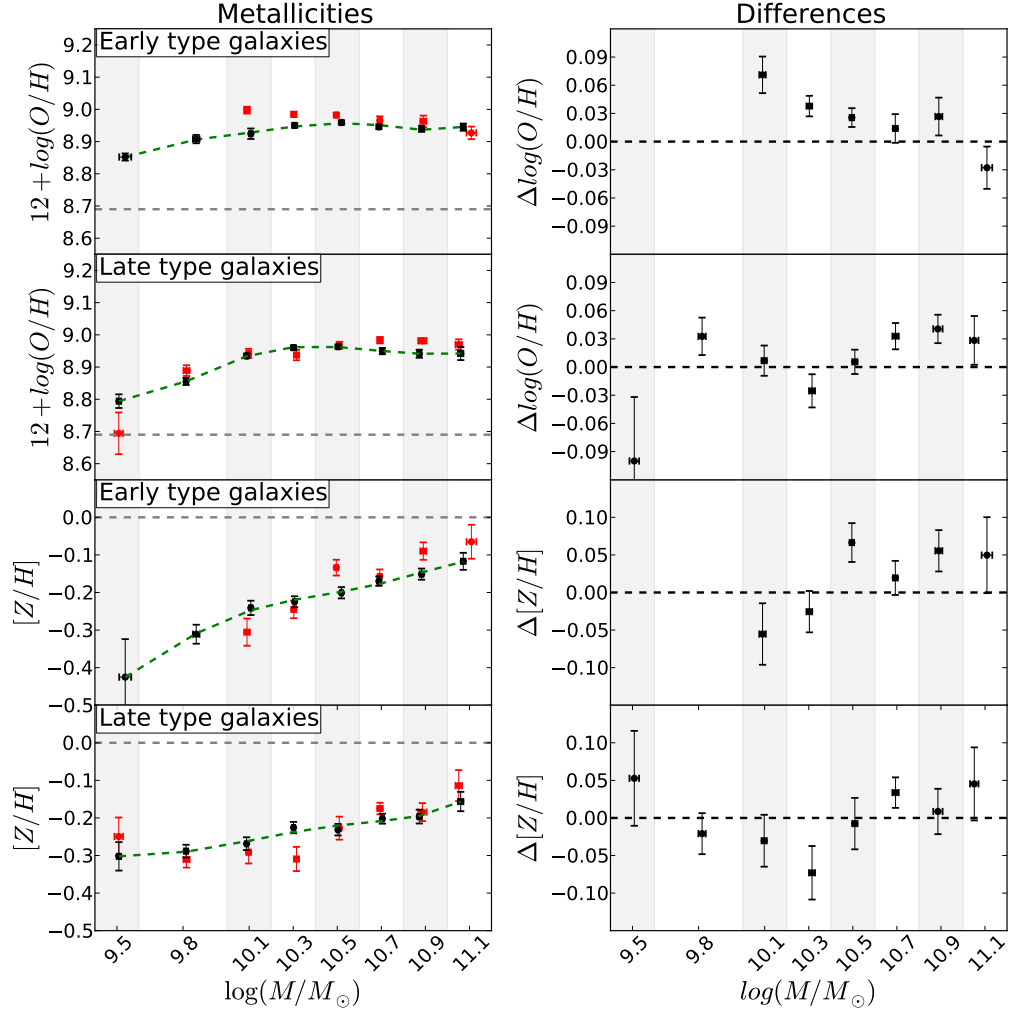 Metallicities
Differences
Early type galaxies
9.2
9.1
9.0
8.9
8.8
8.7
8.6
12+log(O/H)
0.09
0.06
0.03
0.00
−0.03
−0.06
−0.09
Δlog(O/H)
Late type galaxies
9.2
9.1
9.0
8.9
8.8
8.7
8.6
12+log(O/H)
0.09
0.06
0.03
0.00
−0.03
−0.06
−0.09
Δlog(O/H)
Early type galaxies
0.0
−0.1
−0.2
−0.3
−0.4
−0.5
[Z/H]
0.10
0.05
0.00
−0.05
−0.10
Δ[Z/H]
Late type galaxies
0.0
−0.1
−0.2
−0.3
−0.4
−0.5
[Z/H]
0.10
0.05
0.00
−0.05
−0.10
Δ[Z/H]
9.5 9.8 10.1 10.3 10.5 10.7 10.9 11.1
log(M/M⊙)
9.5 9.8 10.1 10.3 10.5 10.7 10.9 11.1
log(M/M⊙)